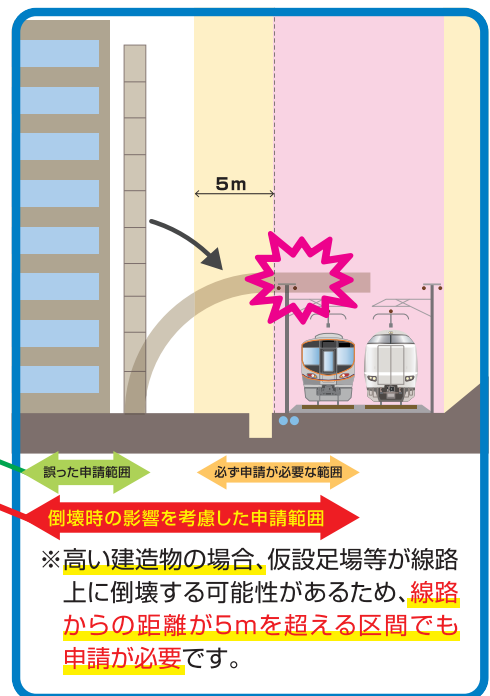 5m
誤った申請範囲
必ず申請が必要な範囲
倒壊時の影響を考慮した申請範囲
※高い建造物の場合、仮設足場等が線路
上に倒壊する可能性があるため、線路
からの距離が5mを超える区間でも
申請が必要です。